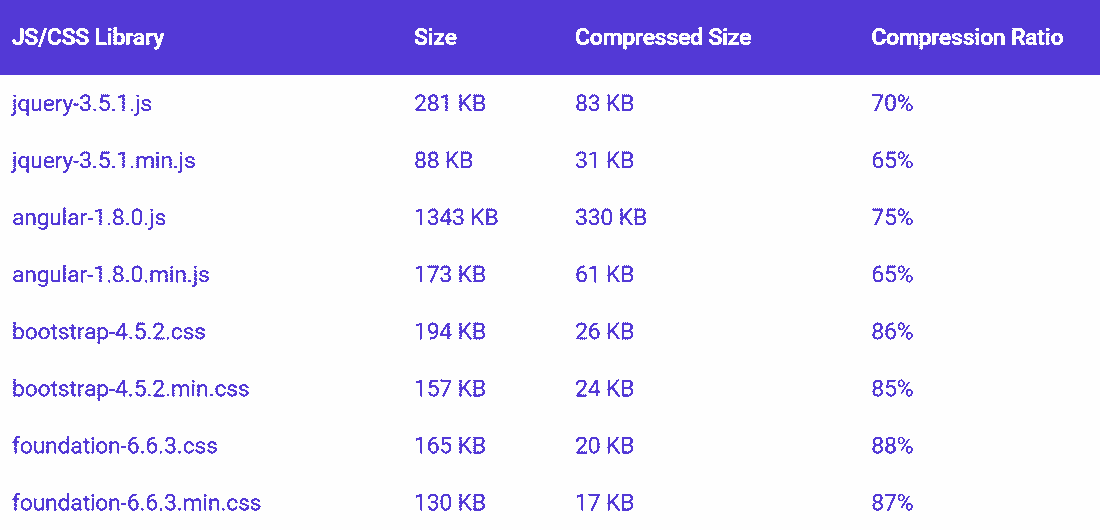 JS/CSS Library Size Compressed Size Compression Ratio
jquery-3.5.1.js 281 KB 83 KB 70%
jquery-3.5.1.min.js 88 KB 31 KB 65%
angular-1.8.0.js 1343 KB 330 KB 75%
angular-1.8.0.min.js 173 KB 61 KB 65%
bootstrap-4.5.2.css 194 KB 26 KB 86%
bootstrap-4.5.2.min.css 157 KB 24 KB 85%
foundation-6.6.3.css 165 KB 20 KB 88%
foundation-6.6.3.min.css 130 KB 17 KB 87%